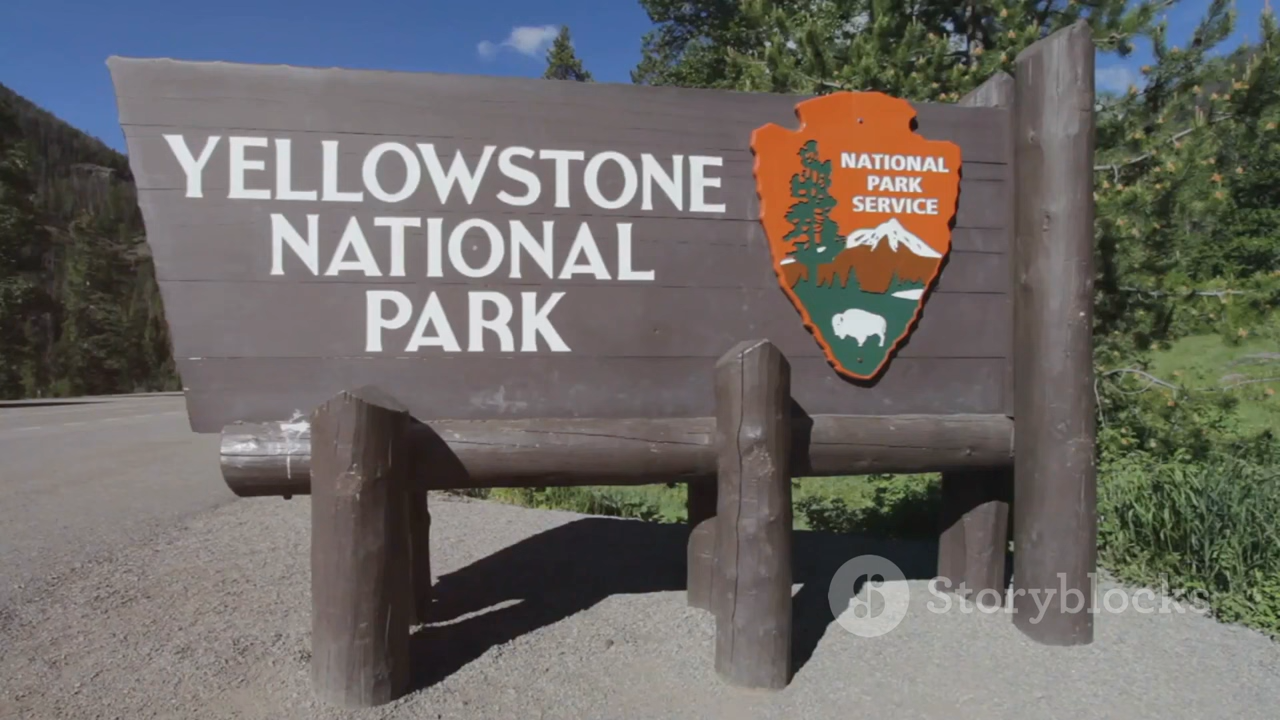 YELLOWSTONE
NATIONAL
PARK
NATIONAL
PARK
SERVICE
Storyblocks